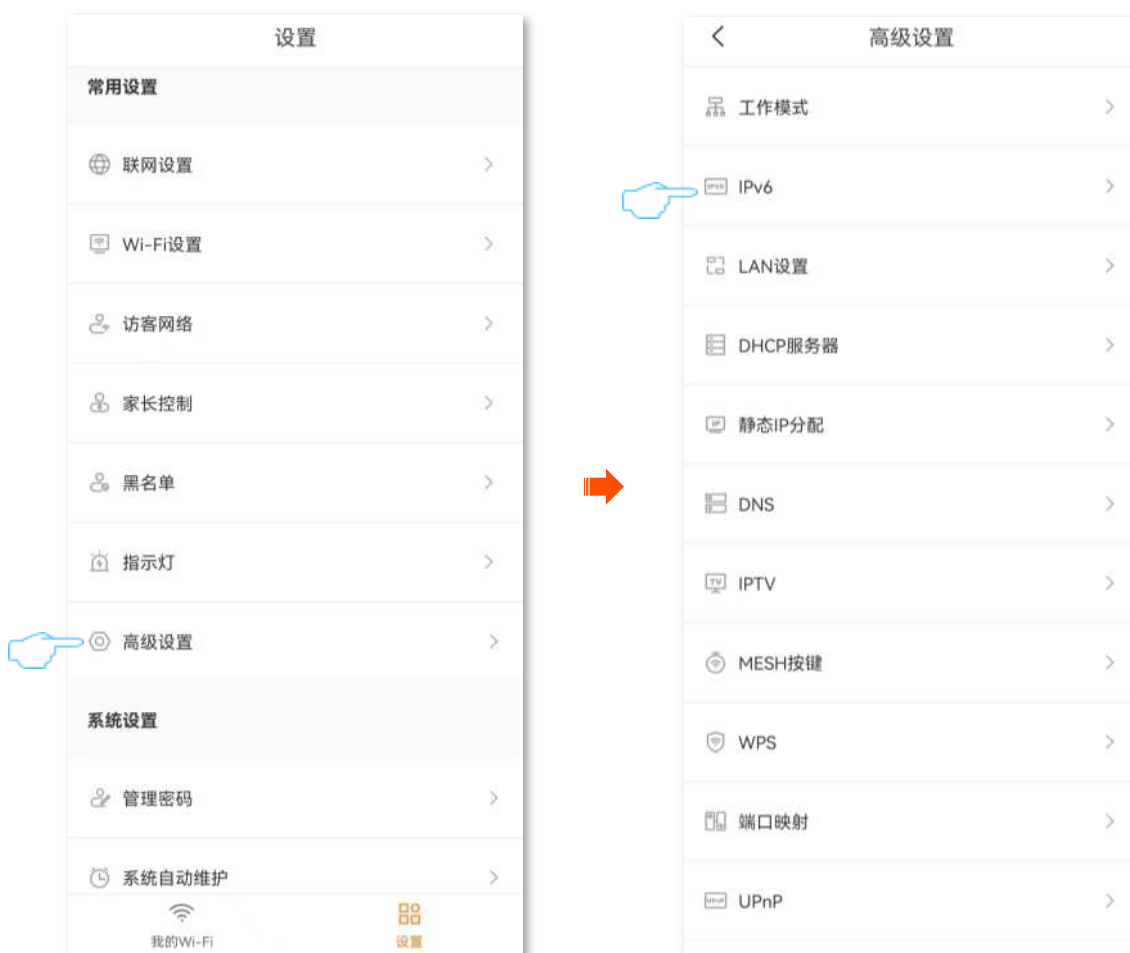 设置
常用设置
联网设置
Wi-Fi设置
访客网络
家长控制
黑名单
指示灯
高级设置
系统设置
管理密码
系统自动维护
我的Wi-Fi
设置
高级设置
工作模式
IPv6
LAN设置
DHCP服务器
IP
静态IP分配
DNS
TV
IPTV
MESH按键
WPS
端口映射
UPnP